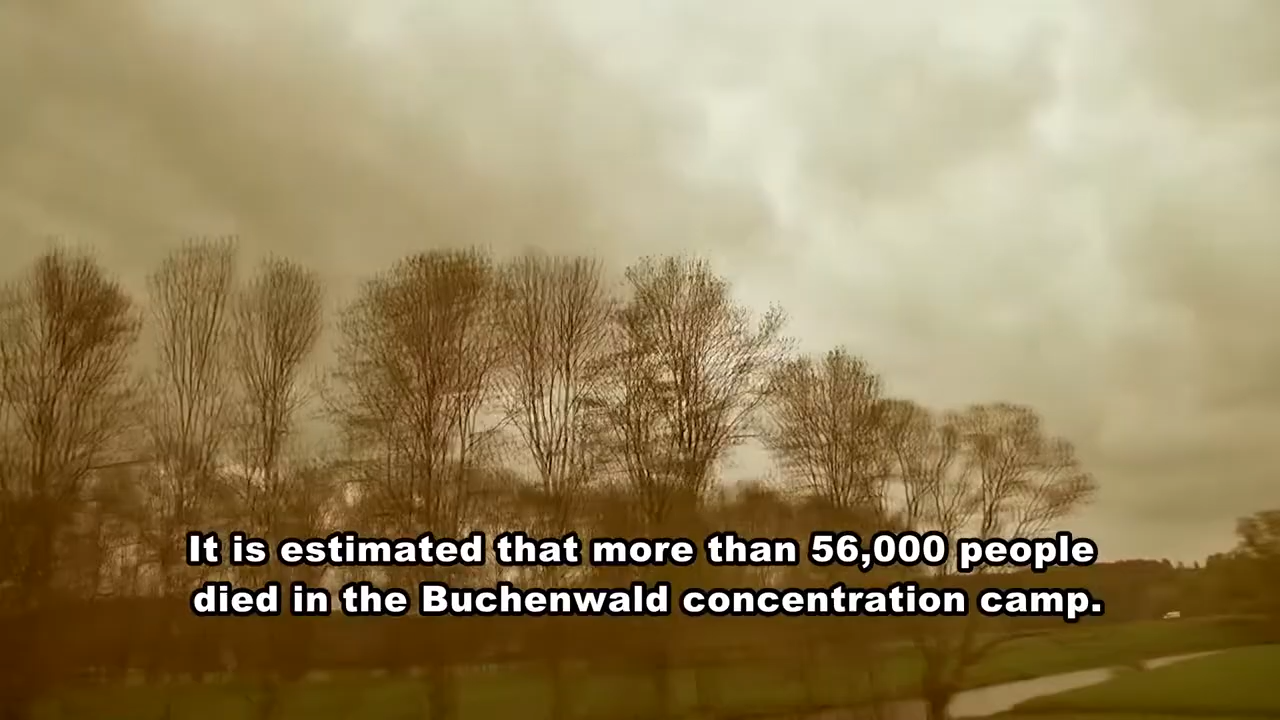 It is estimated that more than 56,000 people
died in the Buchenwald concentration camp.